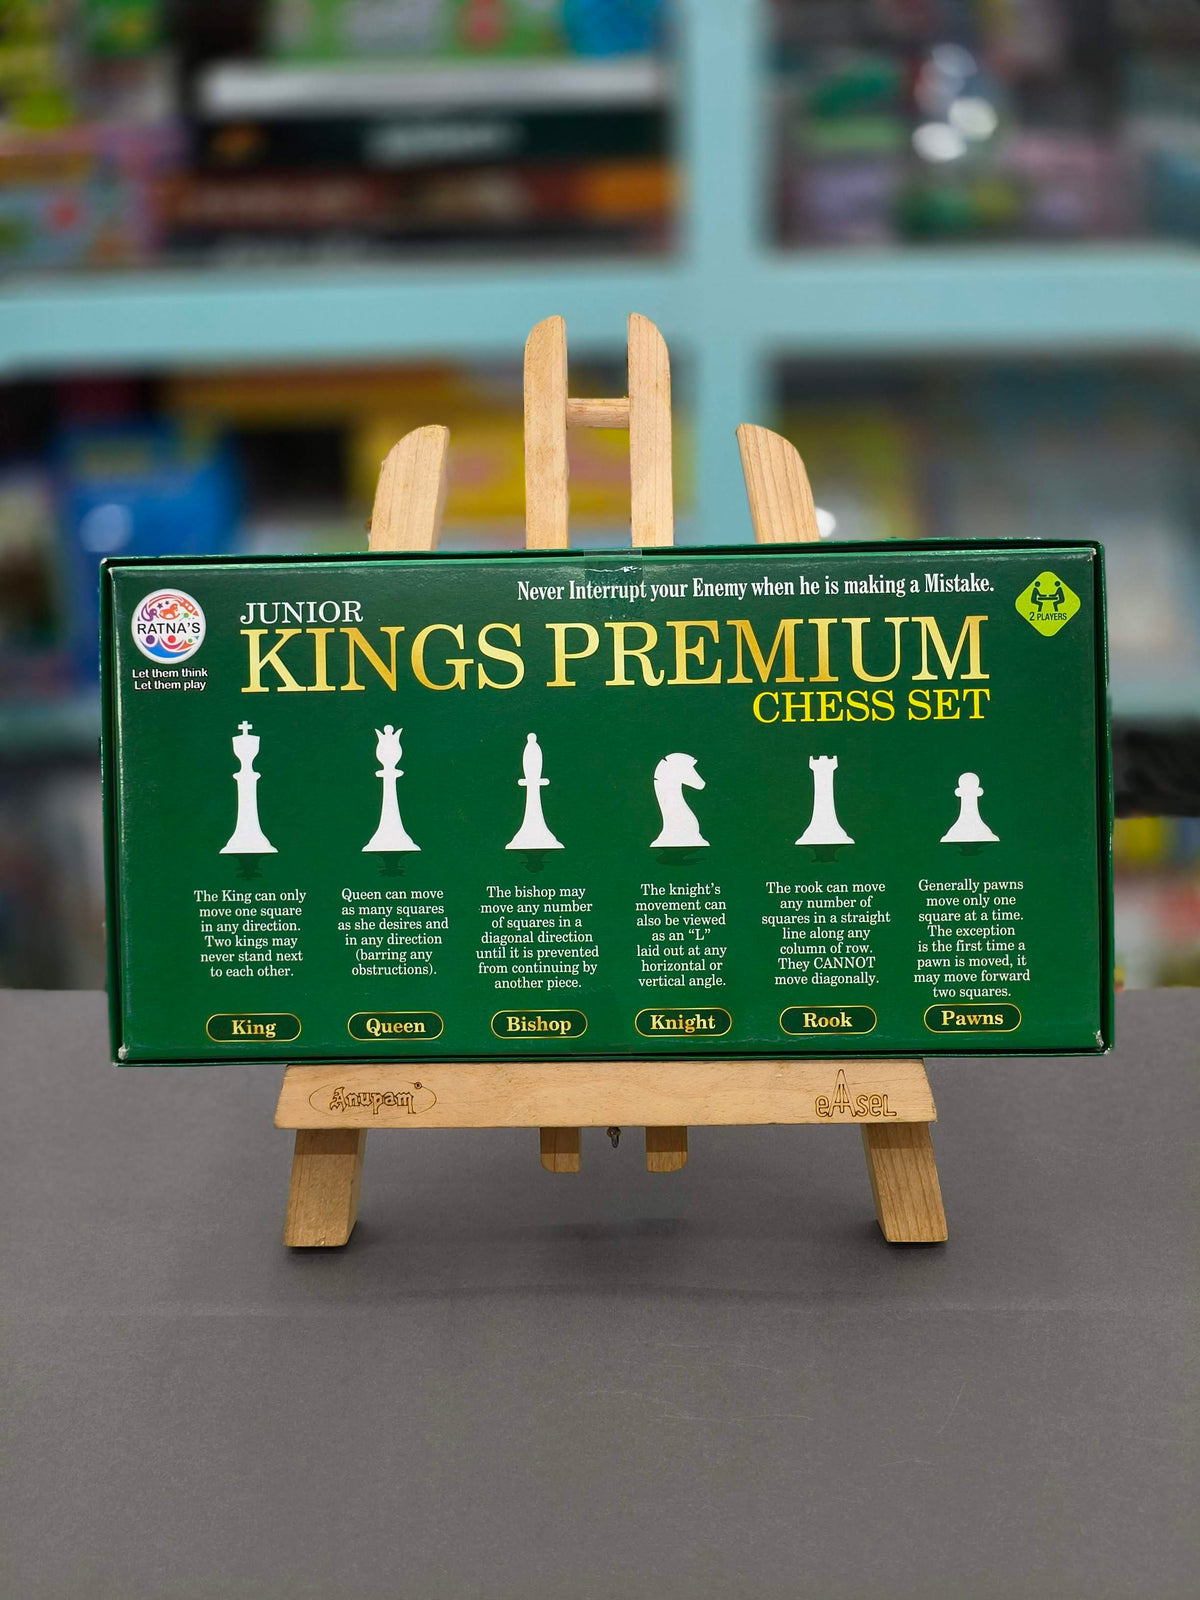 Never Interrupt your Enemy when he is making a Mistake.
RATNA'S
Let them think
Let them play
JUNIOR
KINGS PREMIUM
CHESS SET
2 PLAYERS
The King can only
move one square
in any direction.
Two kings may
never stand next
to each other.
King
Queen can move
as many squares
as she desires and
in any direction
(barring any
obstructions).
Queen
The bishop may
move any number
of squares in a
diagonal direction
until it is prevented
from continuing by
another piece.
Bishop
The knight's
movement can
also be viewed
as an “L”
laid out at any
horizontal or
vertical angle.
Knight
The rook can move
any number of
squares in a straight
line along any
column of row.
They CANNOT
move diagonally.
Rook
Generally pawns
move only one
square at a time.
The exception
is the first time a
pawn is moved, it
may move forward
two squares.
Pawns
Anupam
eAsel